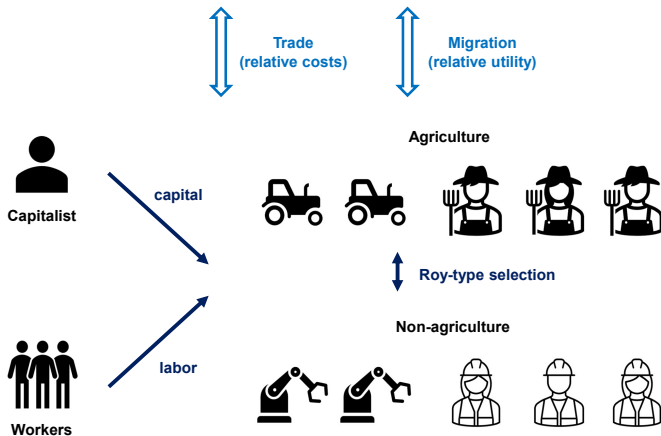 Trade
(relative costs)
Migration
(relative utility)
Agriculture
Capitalist
capital
Roy-type selection
Non-agriculture
labor
Workers